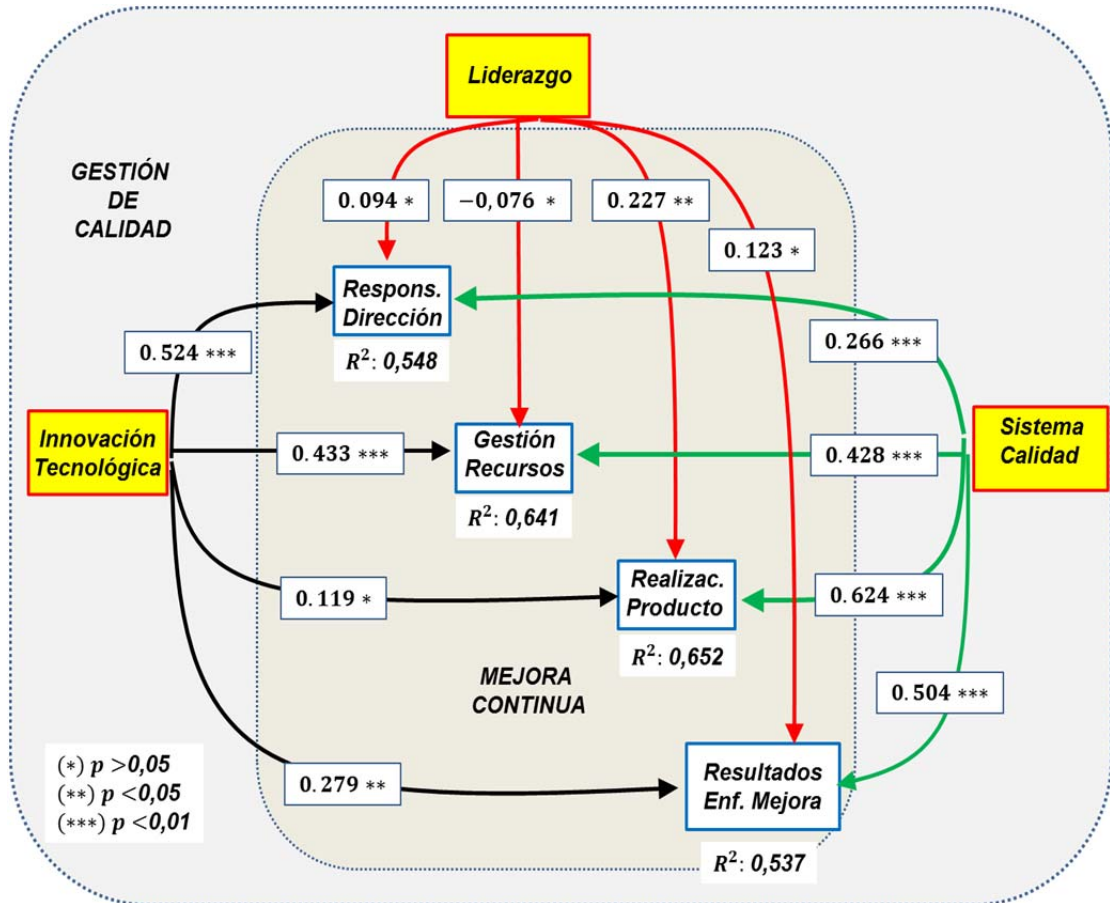 Liderazgo
GESTIÓN
DE
CALIDAD
0.094 *
−0,076 *
0.227 **
0.123 *
Respons.
Dirección
R²: 0,548
0.524 ***
0.266 ***
Innovación
Tecnológica
0.433 ***
Gestión
Recursos
R²: 0,641
0.428 ***
Sistema
Calidad
0.119 *
Realizac.
Producto
R²: 0,652
0.624 ***
MEJORA
CONTINUA
0.504 ***
0.279 **
Resultados
Enf. Mejora
R²: 0,537
(*) p >0,05
(**) p <0,05
(***) p <0,01